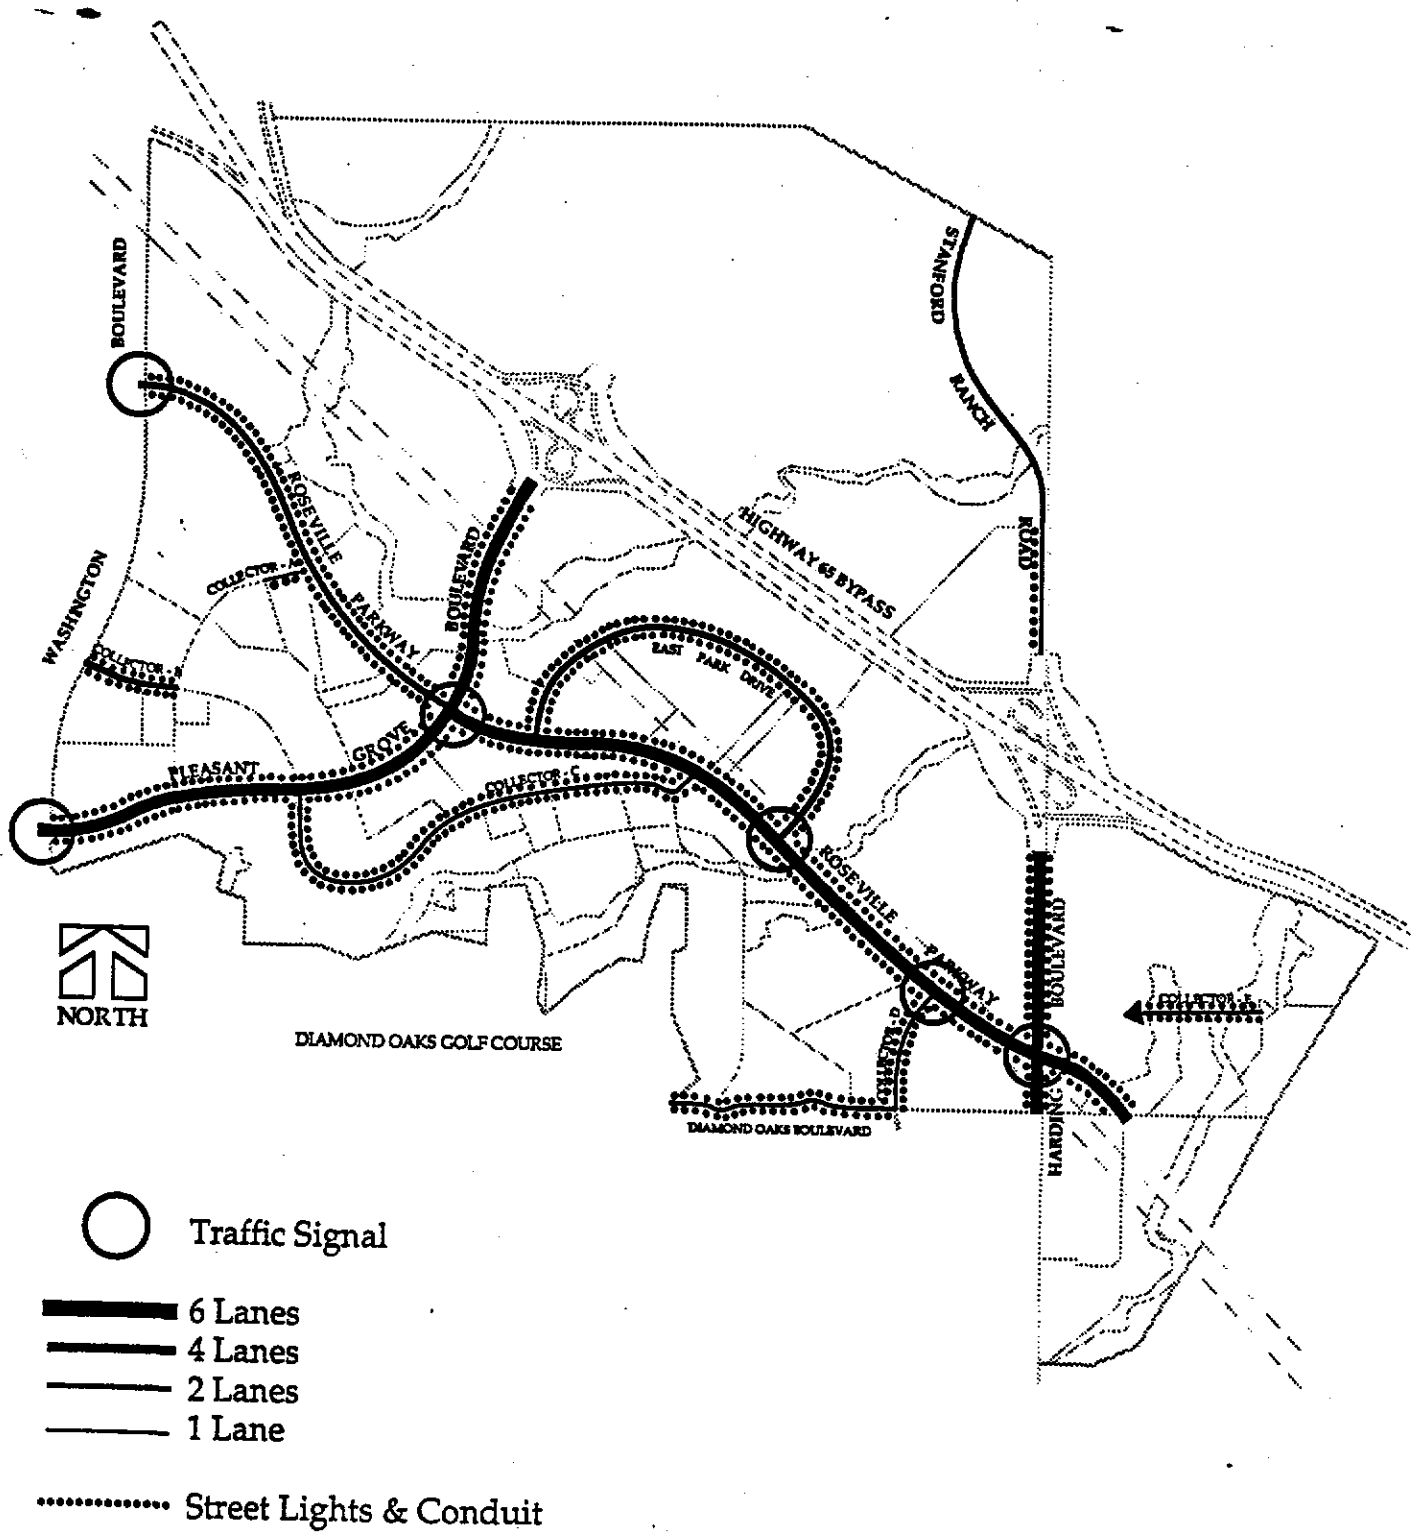 STANFORD
RANCH
ROAD
BOULEVARD
ROSEVILLE
PARKWAY
BOULEVARD
HIGHWAY 65 BYPASS
COLLECTOR - A
WASHINGTON
COLLECTOR - B
EAST PARK DRIVE
PLEASANT
GROVE
COLLECTOR - C
ROSEVILLE
PARKWAY
BOULEVARD
HARDING
COLLECTOR - D
COLLECTOR - E
NORTH
DIAMOND OAKS GOLF COURSE
DIAMOND OAKS BOULEVARD
Traffic Signal
6 Lanes
4 Lanes
2 Lanes
1 Lane
Street Lights & Conduit